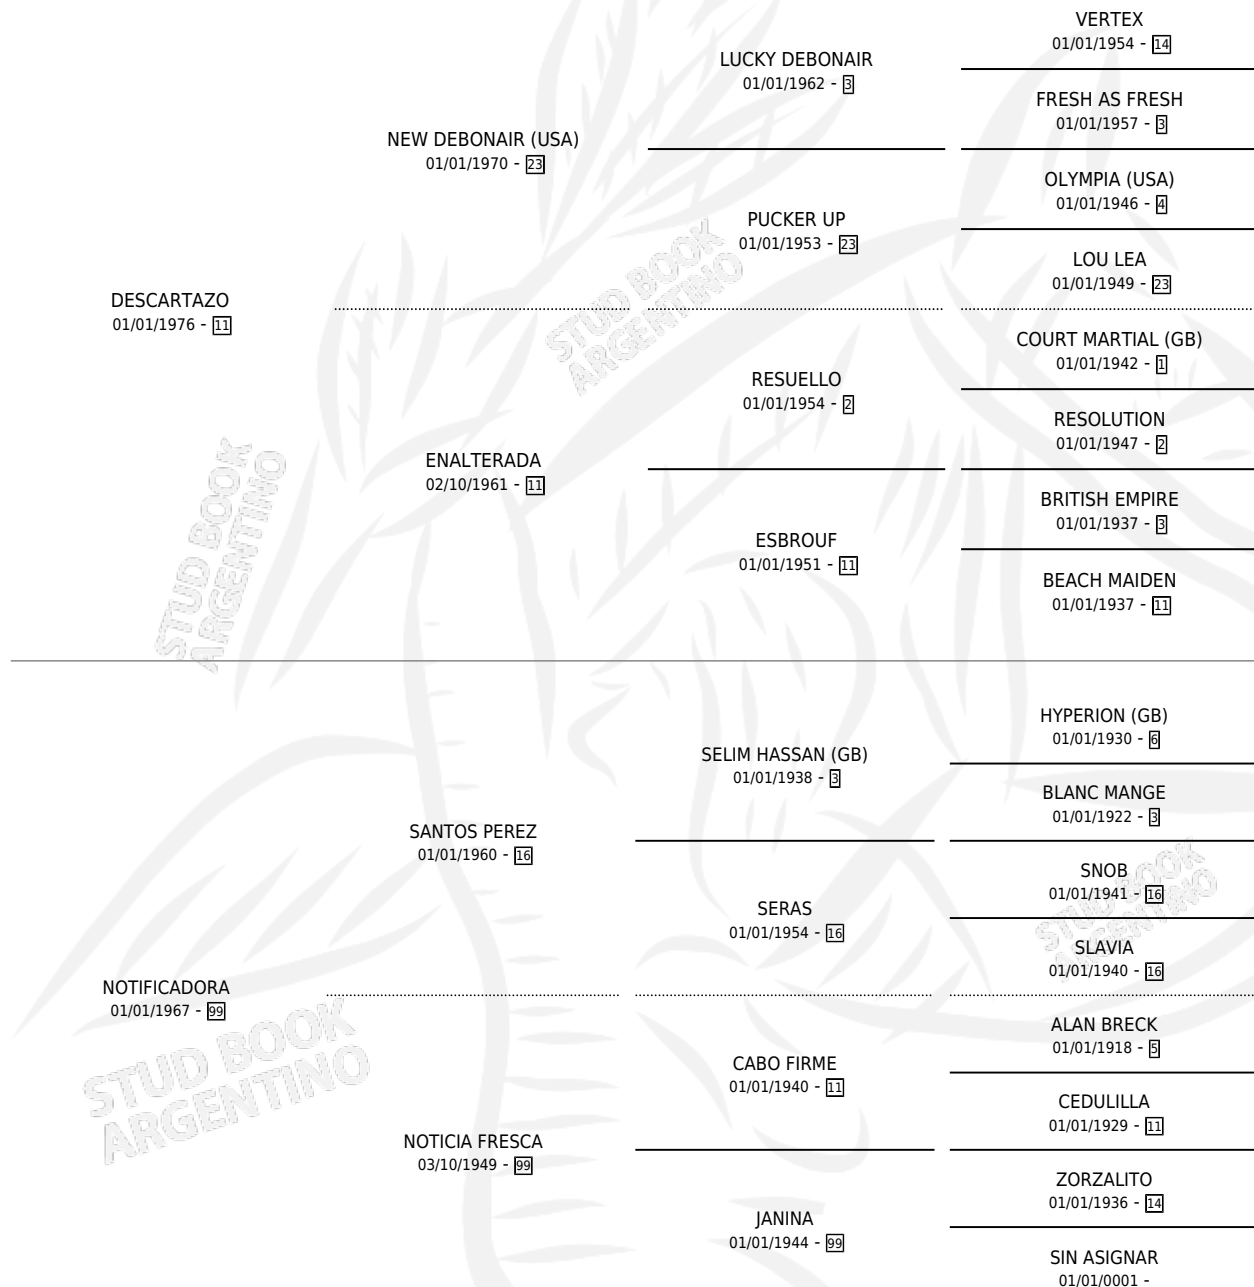 VERTEX
01/01/1954 - 14
LUCKY DEBONAIR
01/01/1962 - 3
FRESH AS FRESH
01/01/1957 - 3
NEW DEBONAIR (USA)
01/01/1970 - 23
OLYMPIA (USA)
01/01/1946 - 4
PUCKER UP
01/01/1953 - 23
LOU LEA
01/01/1949 - 23
DESCARTAZO
01/01/1976 - 11
COURT MARTIAL (GB)
01/01/1942 - 1
RESUELLO
01/01/1954 - 2
RESOLUTION
01/01/1947 - 2
ENALTERADA
02/10/1961 - 11
BRITISH EMPIRE
01/01/1937 - 3
ESBROUF
01/01/1951 - 11
BEACH MAIDEN
01/01/1937 - 11
HYPERION (GB)
01/01/1930 - 6
SELIM HASSAN (GB)
01/01/1938 - 3
BLANC MANGE
01/01/1922 - 3
SANTOS PEREZ
01/01/1960 - 16
SNOB
01/01/1941 - 16
SERAS
01/01/1954 - 16
SLAVIA
01/01/1940 - 16
NOTIFICADORA
01/01/1967 - 99
ALAN BRECK
01/01/1918 - 5
CABO FIRME
01/01/1940 - 11
CEDULILLA
01/01/1929 - 11
NOTICIA FRESCA
03/10/1949 - 99
ZORZALITO
01/01/1936 - 14
JANINA
01/01/1944 - 99
SIN ASIGNAR
01/01/0001 -
STUD BOOK
ARGENTINO
STUD BOOK
ARGENTINO
STUD BOOK
ARGENTINO
STUD BOOK
ARGENTINO